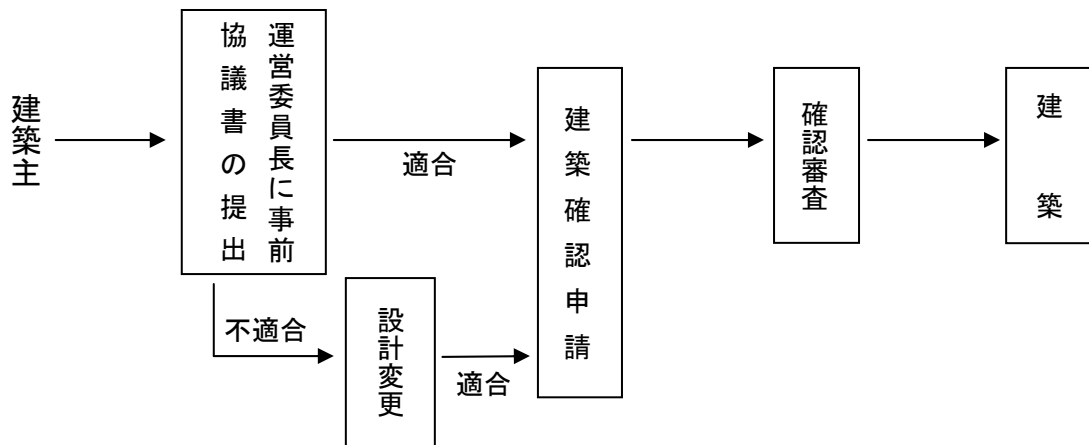 建築主
運営委員長に事前
協議書の提出
適合
不適合
設計変更
適合
建築確認申請
確認審査
建築